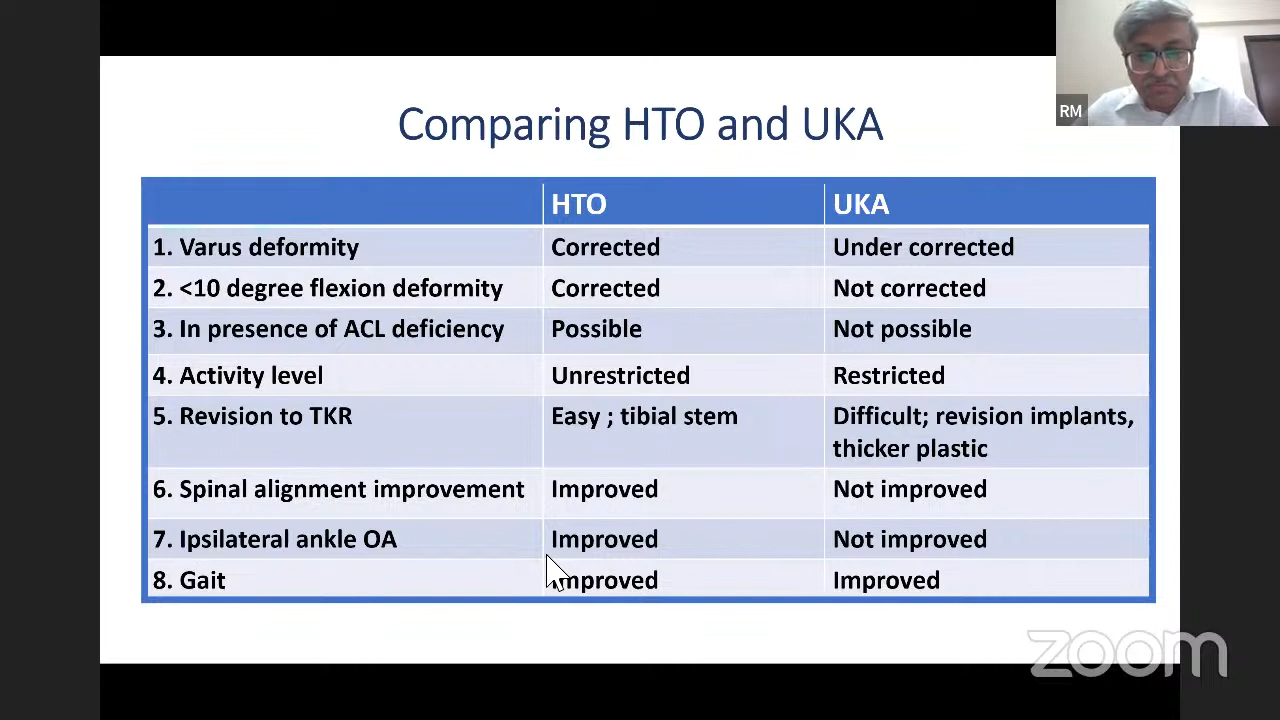 Comparing HTO and UKA
RM
HTO UKA
1. Varus deformity Corrected Under corrected
2. <10 degree flexion deformity Corrected Not corrected
3. In presence of ACL deficiency Possible Not possible
4. Activity level Unrestricted Restricted
5. Revision to TKR Easy ; tibial stem Difficult; revision implants,
thicker plastic
6. Spinal alignment improvement Improved Not improved
7. Ipsilateral ankle OA Improved Not improved
8. Gait Improved Improved
zoom